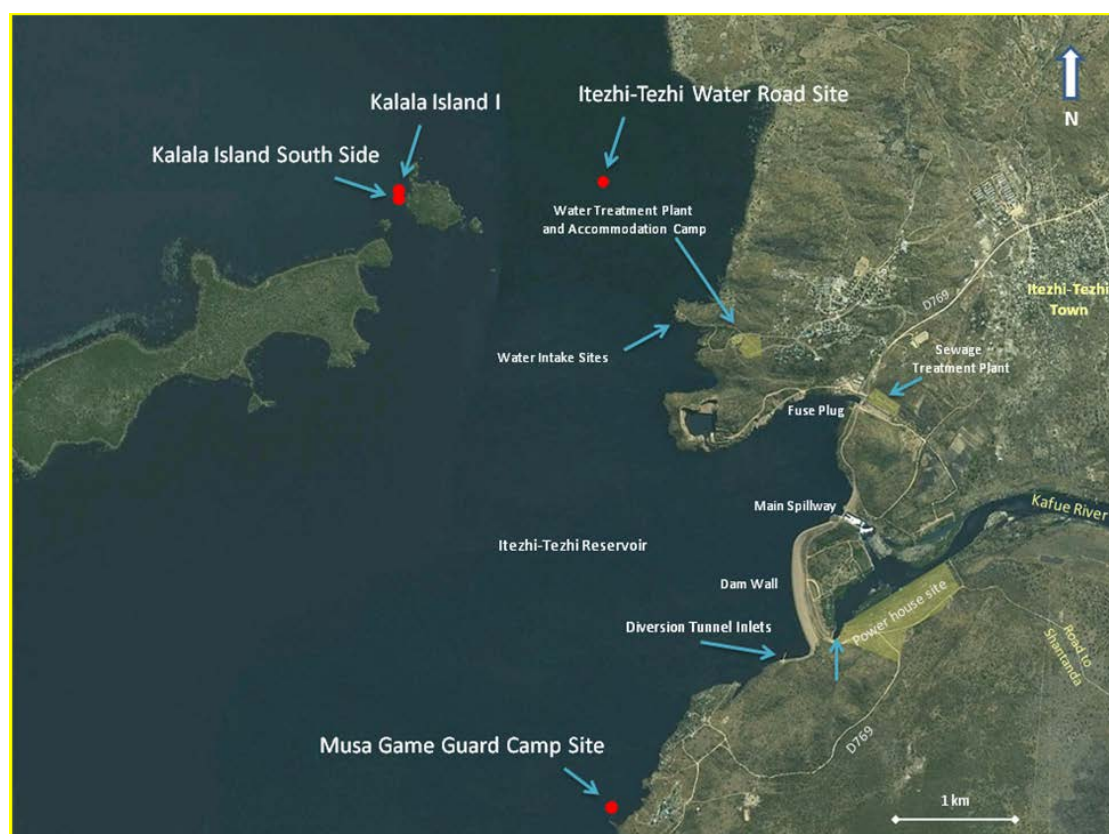 Kalala Island I
Itezhi-Tezhi Water Road Site
N
Kalala Island South Side
Water Treatment Plant
and Accommodation Camp
D769
Itezhi-Tezhi
Town
Water Intake Sites
Sewage
Treatment Plant
Fuse Plug
Main Spillway
Kafue River
Itezhi-Tezhi Reservoir
Dam Wall
Power house site
Diversion Tunnel Inlets
Road to
Shantanda
D769
Musa Game Guard Camp Site
1 km